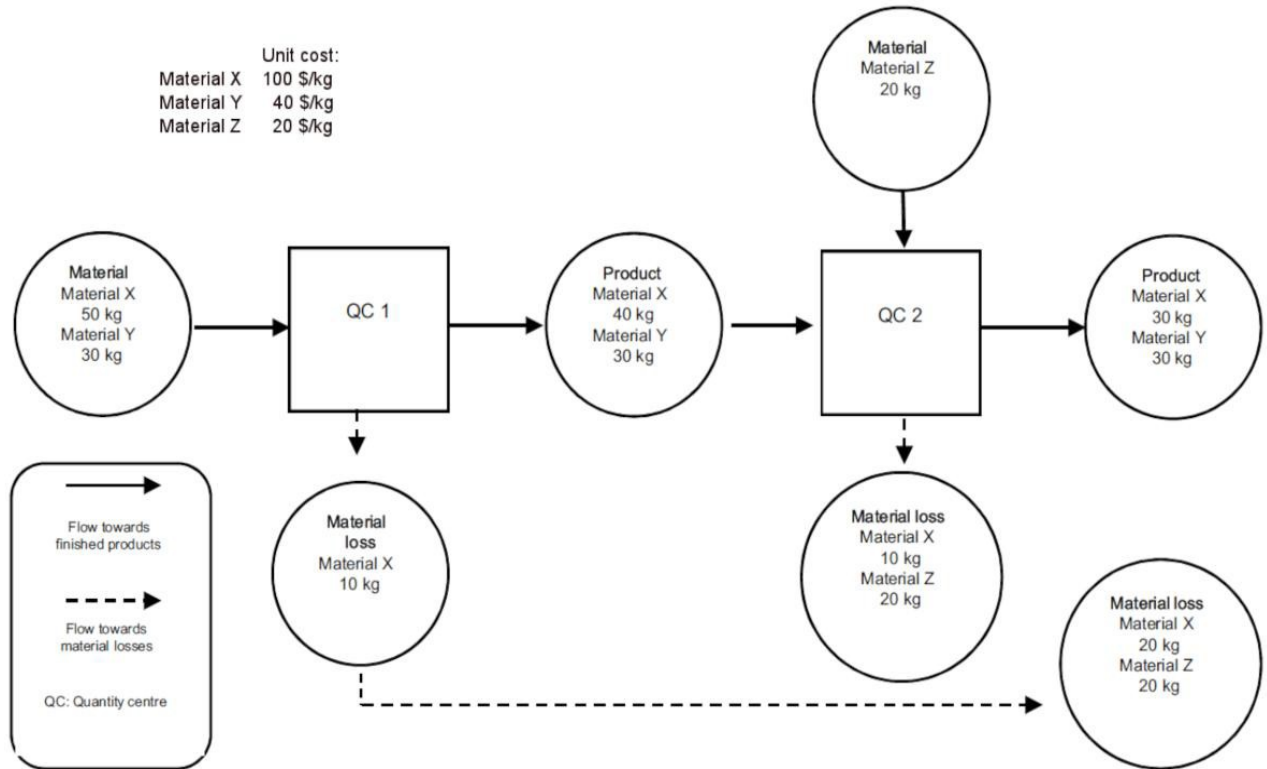 Unit cost:
Material X 100 $/kg
Material Y 40 $/kg
Material Z 20 $/kg
Material
Material Z
20 kg
Material
Material X
50 kg
Material Y
30 kg
QC 1
Product
Material X
40 kg
Material Y
30 kg
QC 2
Product
Material X
30 kg
Material Y
30 kg
Flow towards
finished products
Flow towards
material losses
QC: Quantity centre
Material
loss
Material X
10 kg
Material loss
Material X
10 kg
Material Z
20 kg
Material loss
Material X
20 kg
Material Z
20 kg